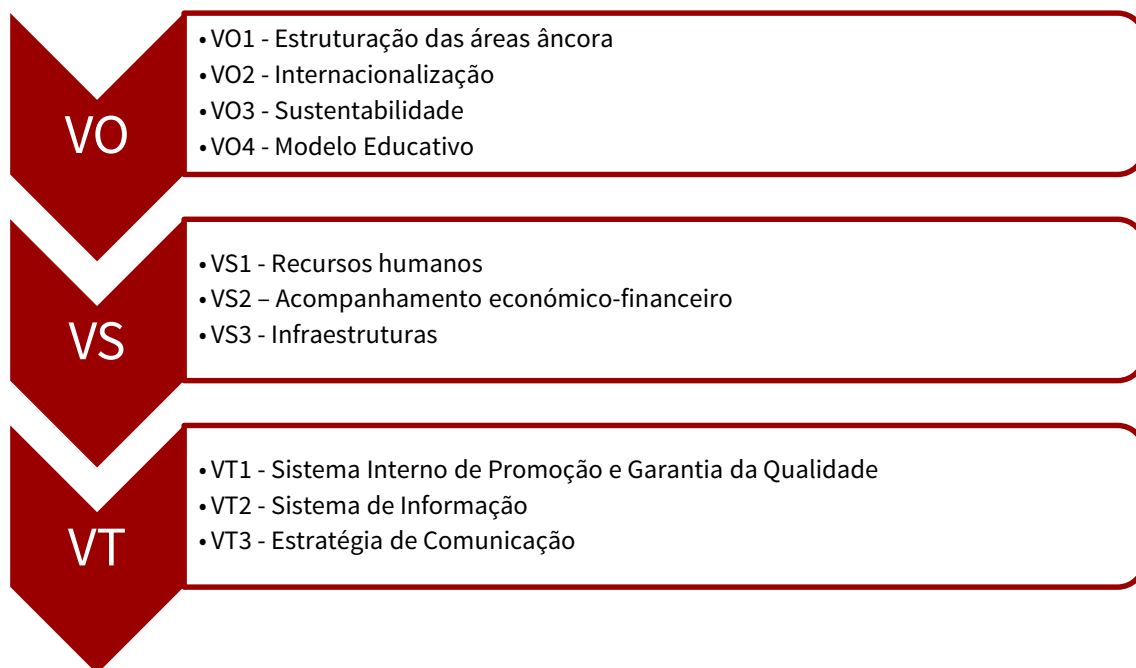 VO
• VO1 - Estruturação das áreas âncora
• VO2 - Internacionalização
• VO3 - Sustentabilidade
• VO4 - Modelo Educativo
VS
• VS1 - Recursos humanos
• VS2 – Acompanhamento económico-financeiro
• VS3 - Infraestruturas
VT
• VT1 - Sistema Interno de Promoção e Garantia da Qualidade
• VT2 - Sistema de Informação
• VT3 - Estratégia de Comunicação